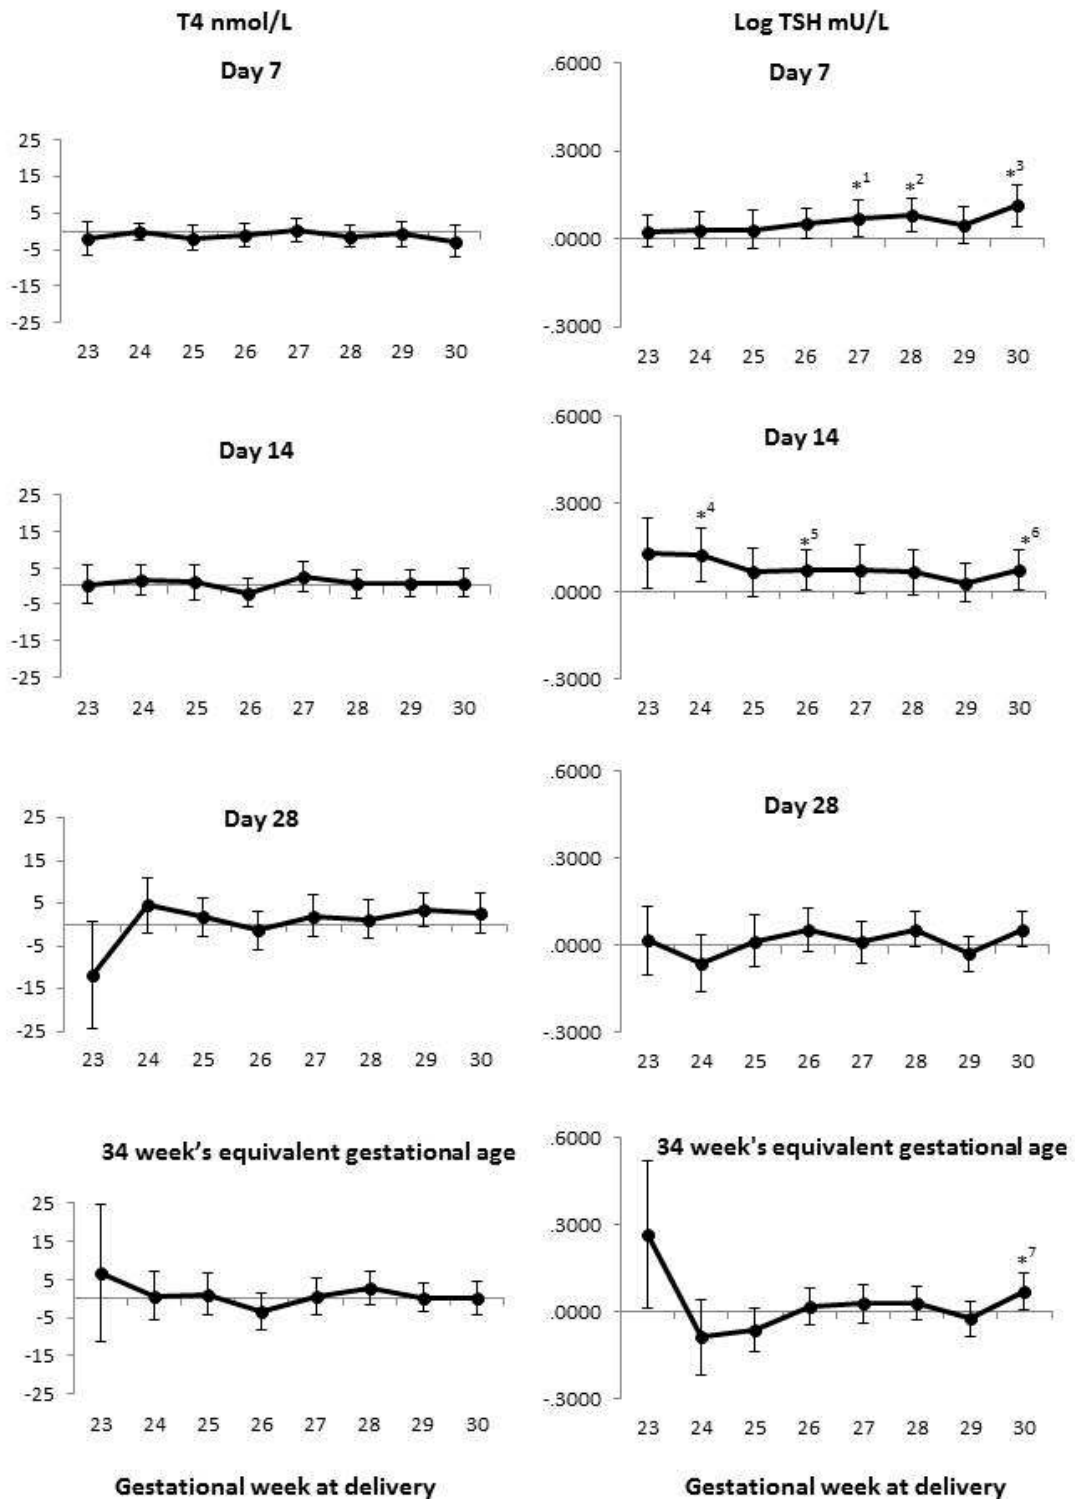 T4 nmol/L
Log TSH mU/L
Day 7
25
15
5
-5
-15
-25
23 24 25 26 27 28 29 30
Day 7
.6000
.3000
.0000
-.3000
*1 *2 *3
23 24 25 26 27 28 29 30
Day 14
25
15
5
-5
-15
-25
23 24 25 26 27 28 29 30
Day 14
.6000
.3000
.0000
-.3000
*4 *5 *6
23 24 25 26 27 28 29 30
Day 28
25
15
5
-5
-15
-25
23 24 25 26 27 28 29 30
Day 28
.6000
.3000
.0000
-.3000
23 24 25 26 27 28 29 30
34 week’s equivalent gestational age
25
15
5
-5
-15
-25
23 24 25 26 27 28 29 30
Gestational week at delivery
34 week's equivalent gestational age
.6000
.3000
.0000
-.3000
*7
23 24 25 26 27 28 29 30
Gestational week at delivery